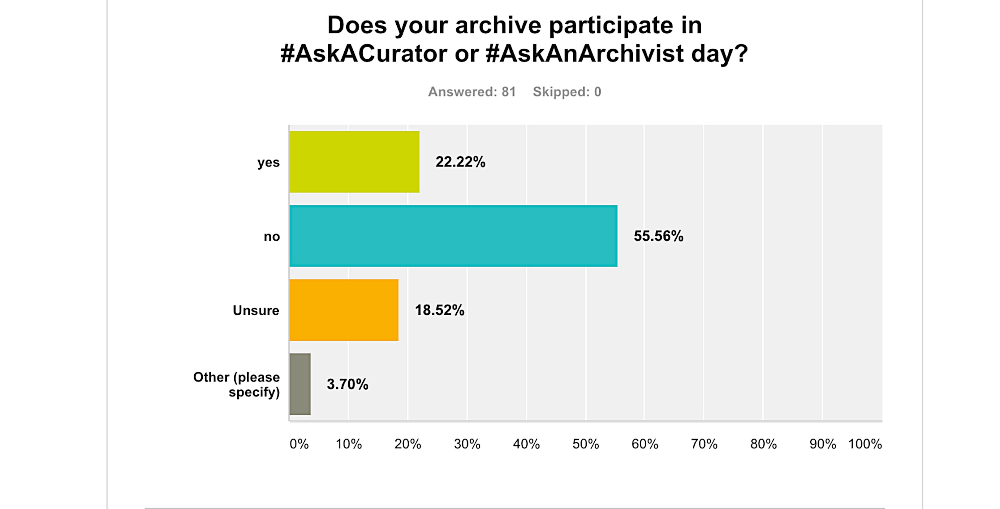 Does your archive participate in
#AskACurator or #AskAnArchivist day?
Answered: 81 Skipped: 0
yes
22.22%
no
55.56%
Unsure
18.52%
Other (please
specify)
3.70%
0% 10% 20% 30% 40% 50% 60% 70% 80% 90% 100%